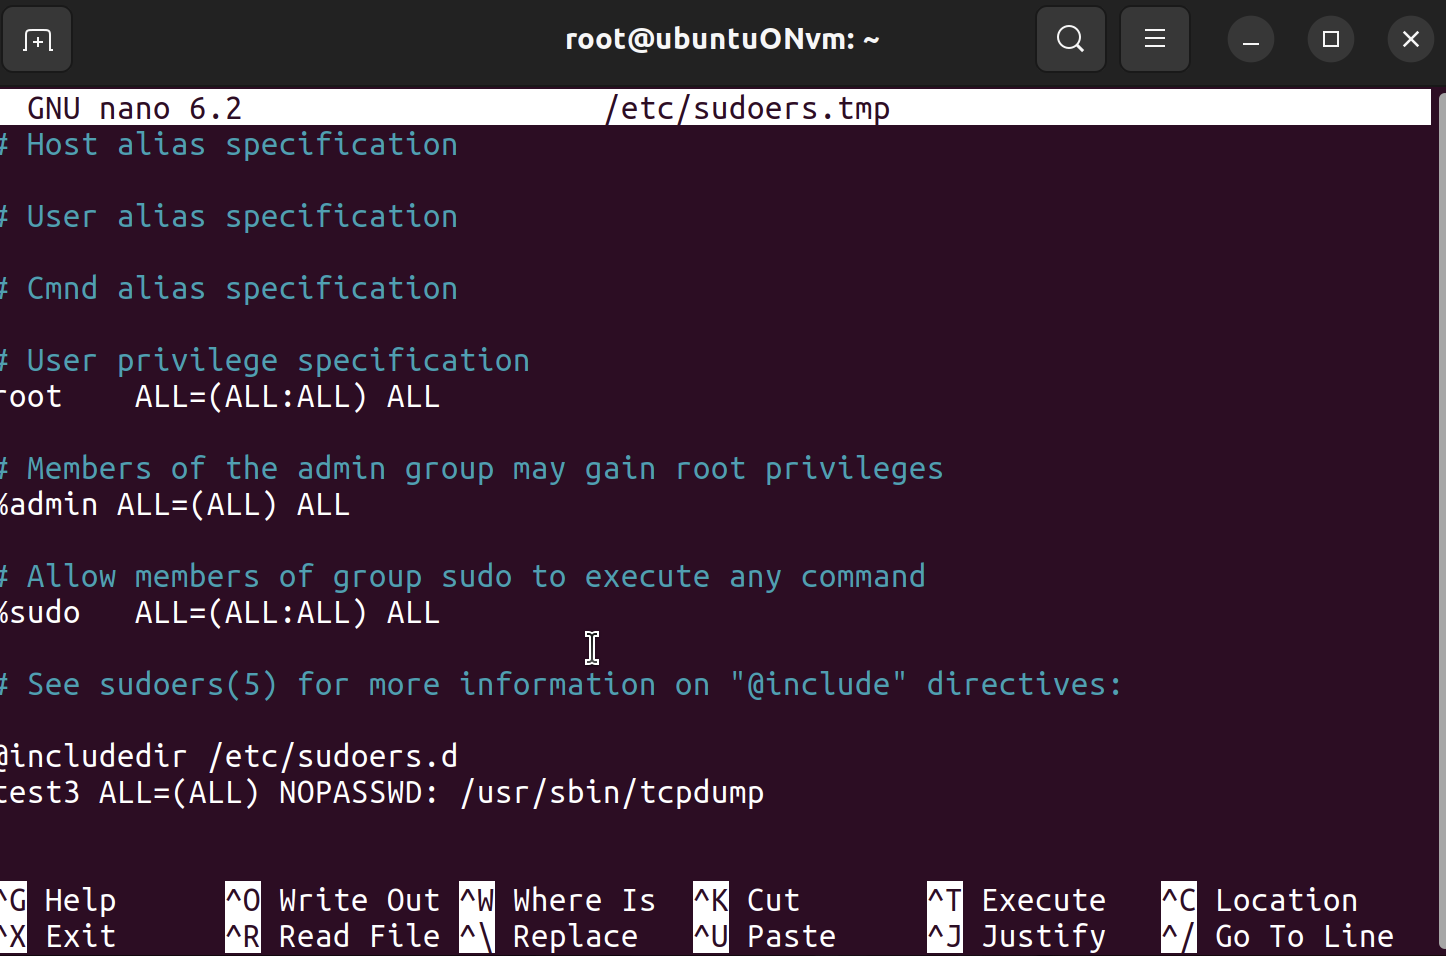 root@ubuntuONvm: ~
GNU nano 6.2 /etc/sudoers.tmp
# Host alias specification
# User alias specification
# Cmnd alias specification
# User privilege specification
root ALL=(ALL:ALL) ALL
# Members of the admin group may gain root privileges
%admin ALL=(ALL) ALL
# Allow members of group sudo to execute any command
%sudo ALL=(ALL:ALL) ALL
# See sudoers(5) for more information on "@include" directives:
@includedir /etc/sudoers.d
test3 ALL=(ALL) NOPASSWD: /usr/sbin/tcpdump
^G Help ^O Write Out ^W Where Is ^K Cut ^T Execute ^C Location
^X Exit ^R Read File ^\ Replace ^U Paste ^J Justify ^/ Go To Line